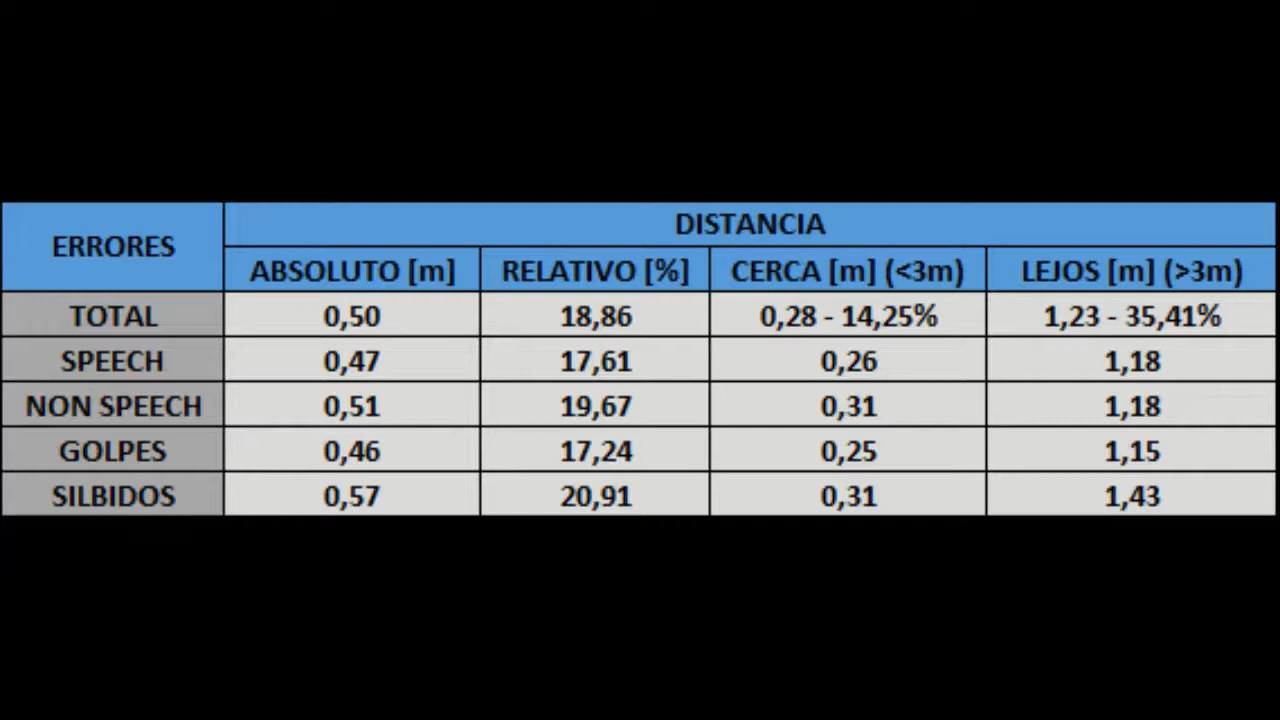 ERRORES
DISTANCIA
ABSOLUTO [m] RELATIVO [%] CERCA [m] (<3m) LEJOS [m] (>3m)
TOTAL 0,50 18,86 0,28 - 14,25% 1,23 - 35,41%
SPEECH 0,47 17,61 0,26 1,18
NON SPEECH 0,51 19,67 0,31 1,18
GOLPES 0,46 17,24 0,25 1,15
SILBIDOS 0,57 20,91 0,31 1,43